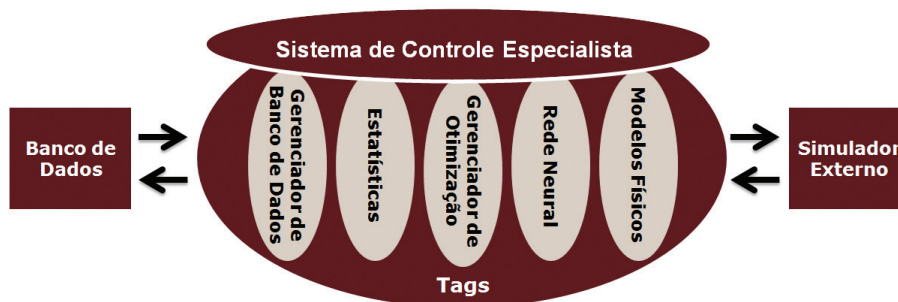 Sistema de Controle Especialista
Banco de
Dados
Gerenciador de
Banco de Dados
Estatísticas
Gerenciador de
Otimização
Rede Neural
Modelos Físicos
Simulador
Externo
Tags